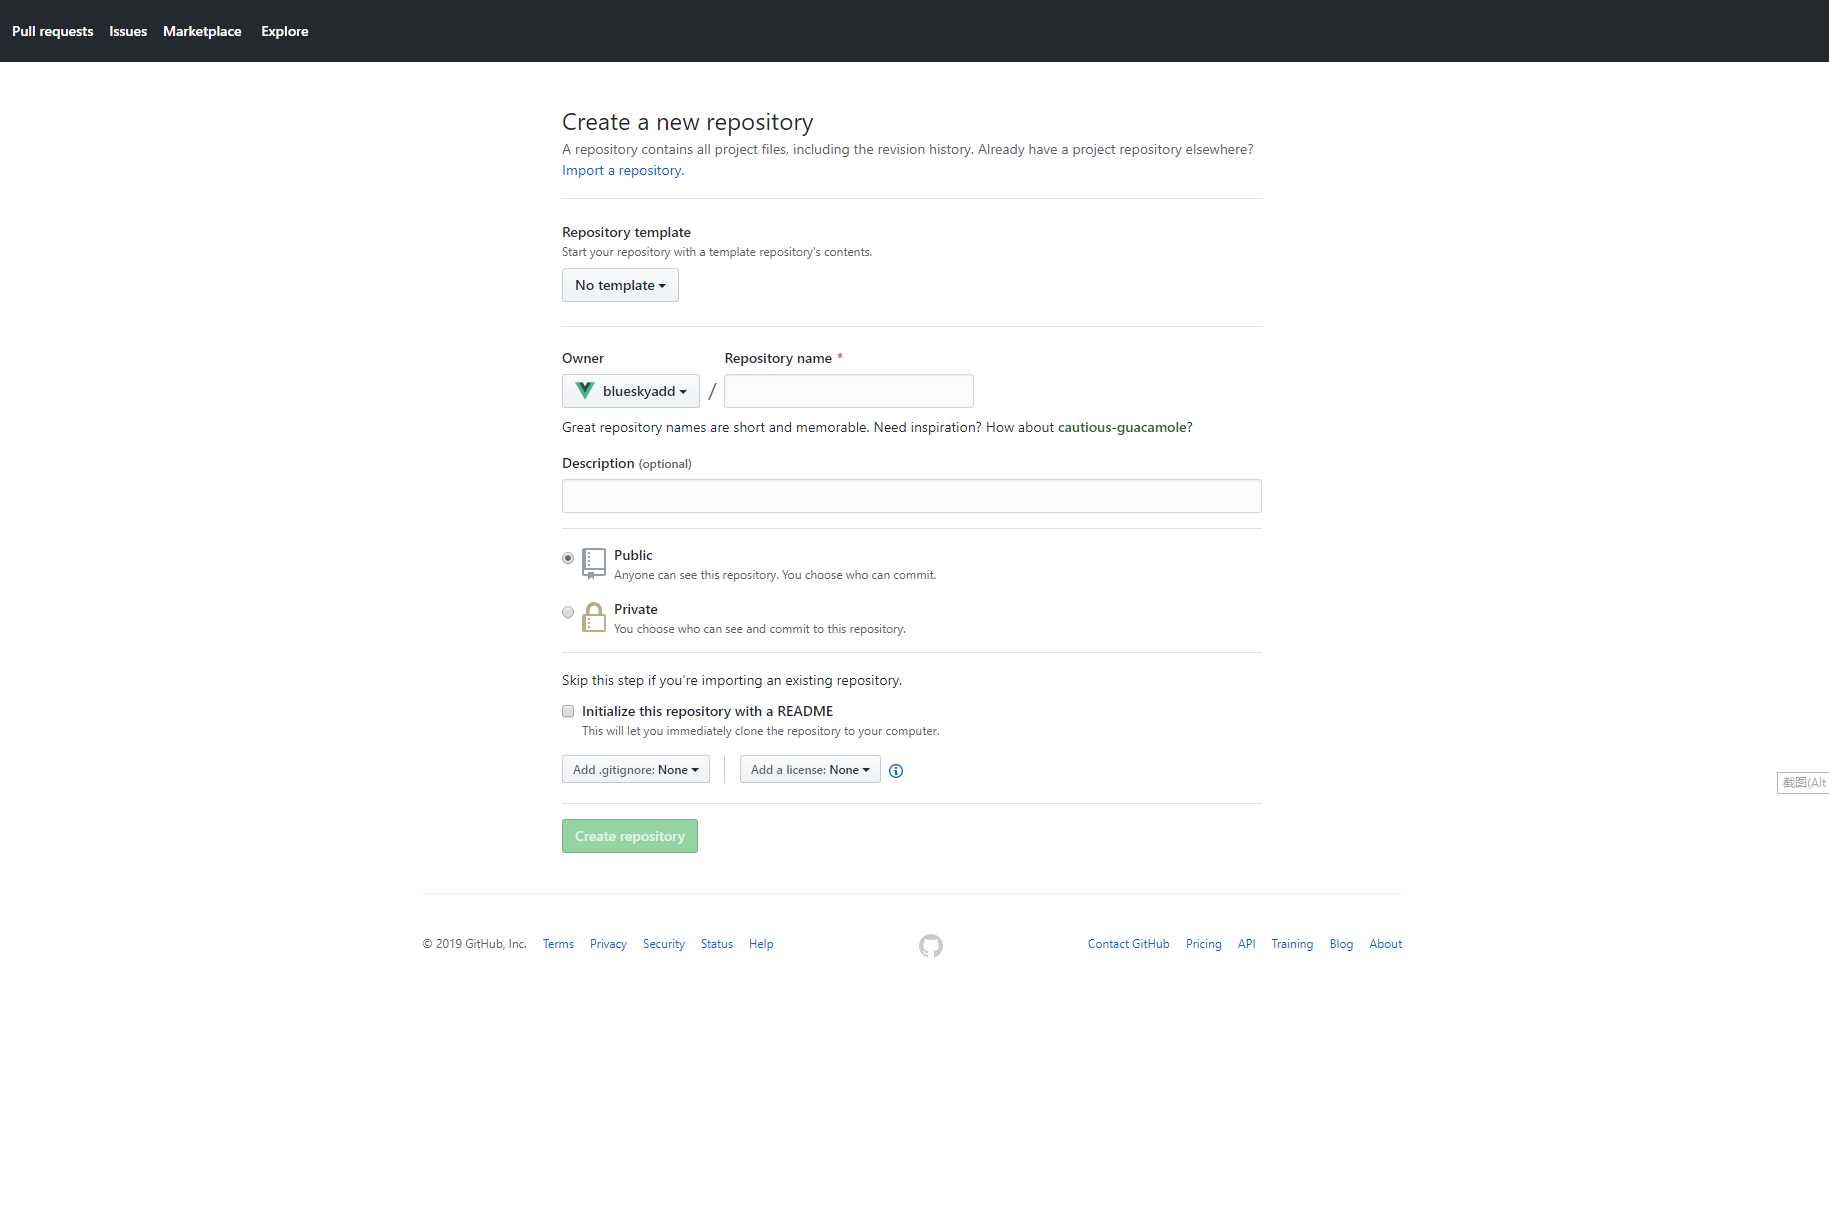 Pull requests Issues Marketplace Explore
Create a new repository
A repository contains all project files, including the revision history. Already have a project repository elsewhere?
Import a repository.
Repository template
Start your repository with a template repository's contents.
No template
Owner Repository name *
blueskyadd /
Great repository names are short and memorable. Need inspiration? How about cautious-guacamole?
Description (optional)
Public
Anyone can see this repository. You choose who can commit.
Private
You choose who can see and commit to this repository.
Skip this step if you’re importing an existing repository.
Initialize this repository with a README
This will let you immediately clone the repository to your computer.
Add .gitignore: None Add a license: None
截图(Alt
Create repository
© 2019 GitHub, Inc. Terms Privacy Security Status Help Contact GitHub Pricing API Training Blog About